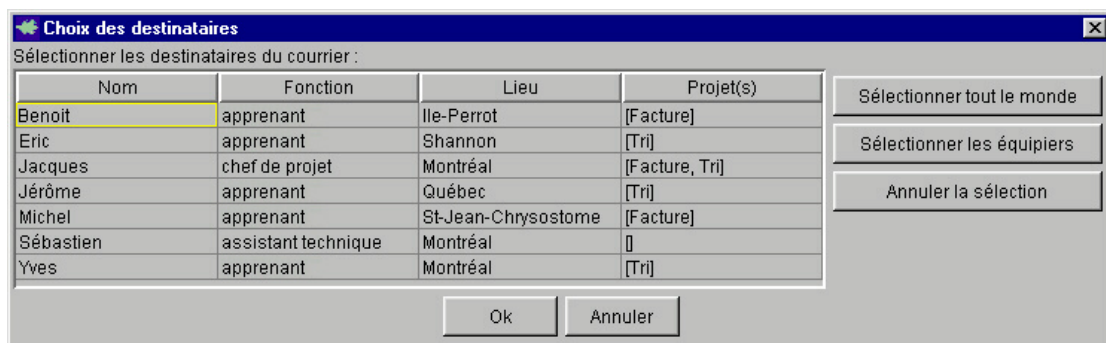 Choix des destinataires
Sélectionner les destinataires du courrier :
Nom Fonction Lieu Projet(s)
Benoit apprenant Ile-Perrot [Facture]
Eric apprenant Shannon [Tri]
Jacques chef de projet Montréal [Facture, Tri]
Jérôme apprenant Québec [Tri]
Michel apprenant St-Jean-Chrysostome [Facture]
Sébastien assistant technique Montréal []
Yves apprenant Montréal [Tri]
Sélectionner tout le monde
Sélectionner les équipiers
Annuler la sélection
Ok Annuler